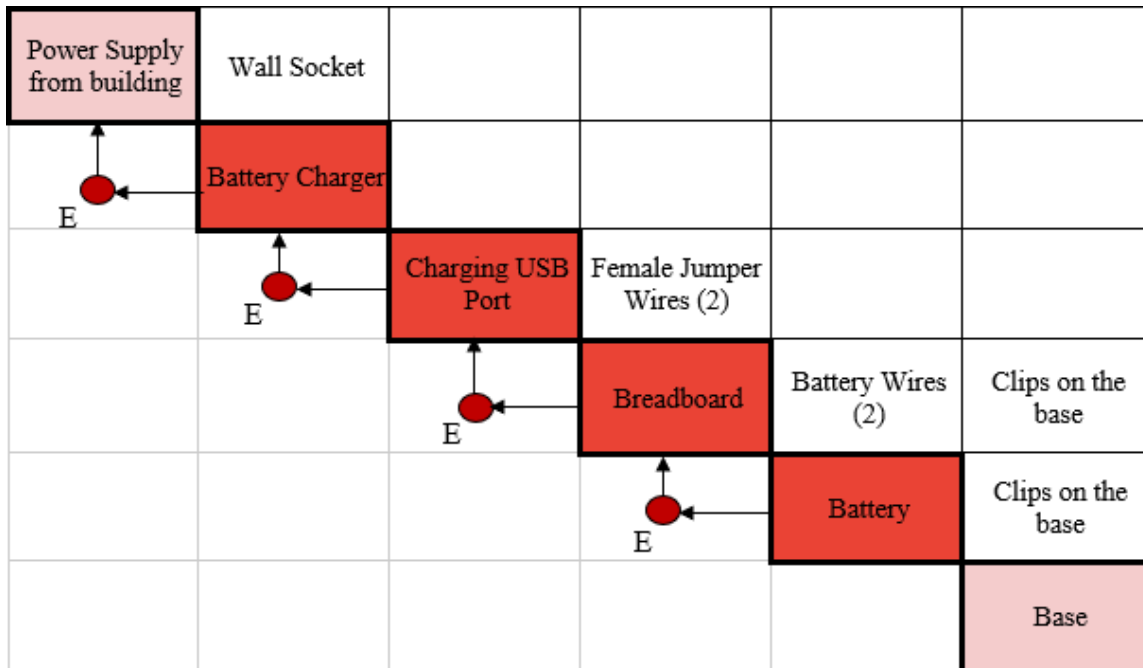 Power Supply
from building
Wall Socket
Battery Charger
E
Charging USB
Port
Female Jumper
Wires (2)
E
Breadboard
Battery Wires
(2)
Clips on the
base
E
Battery
Clips on the
base
E
Base